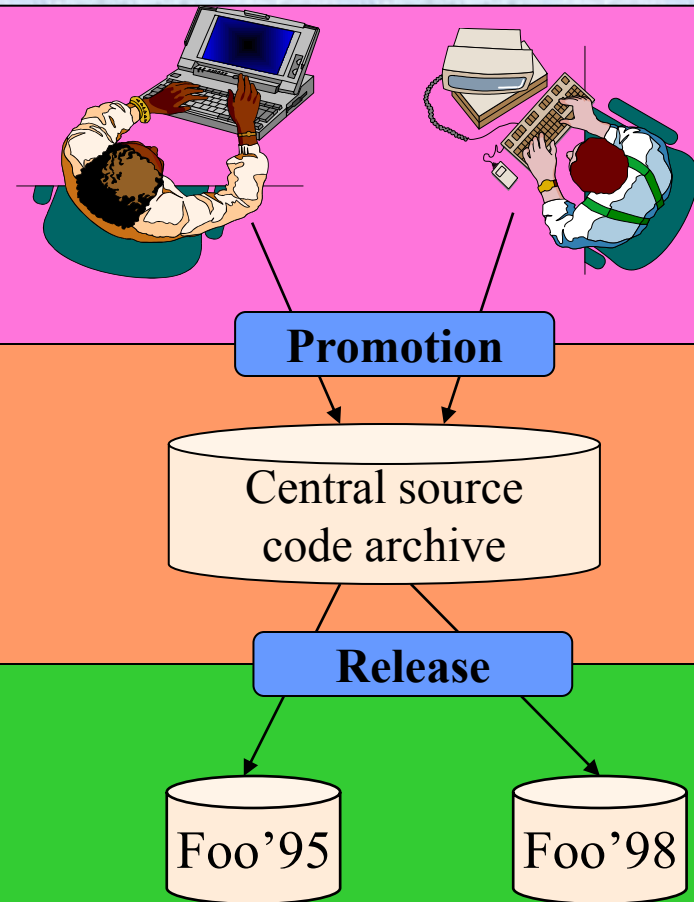 Promotion
Central source
code archive
Release
Foo’95
Foo’98